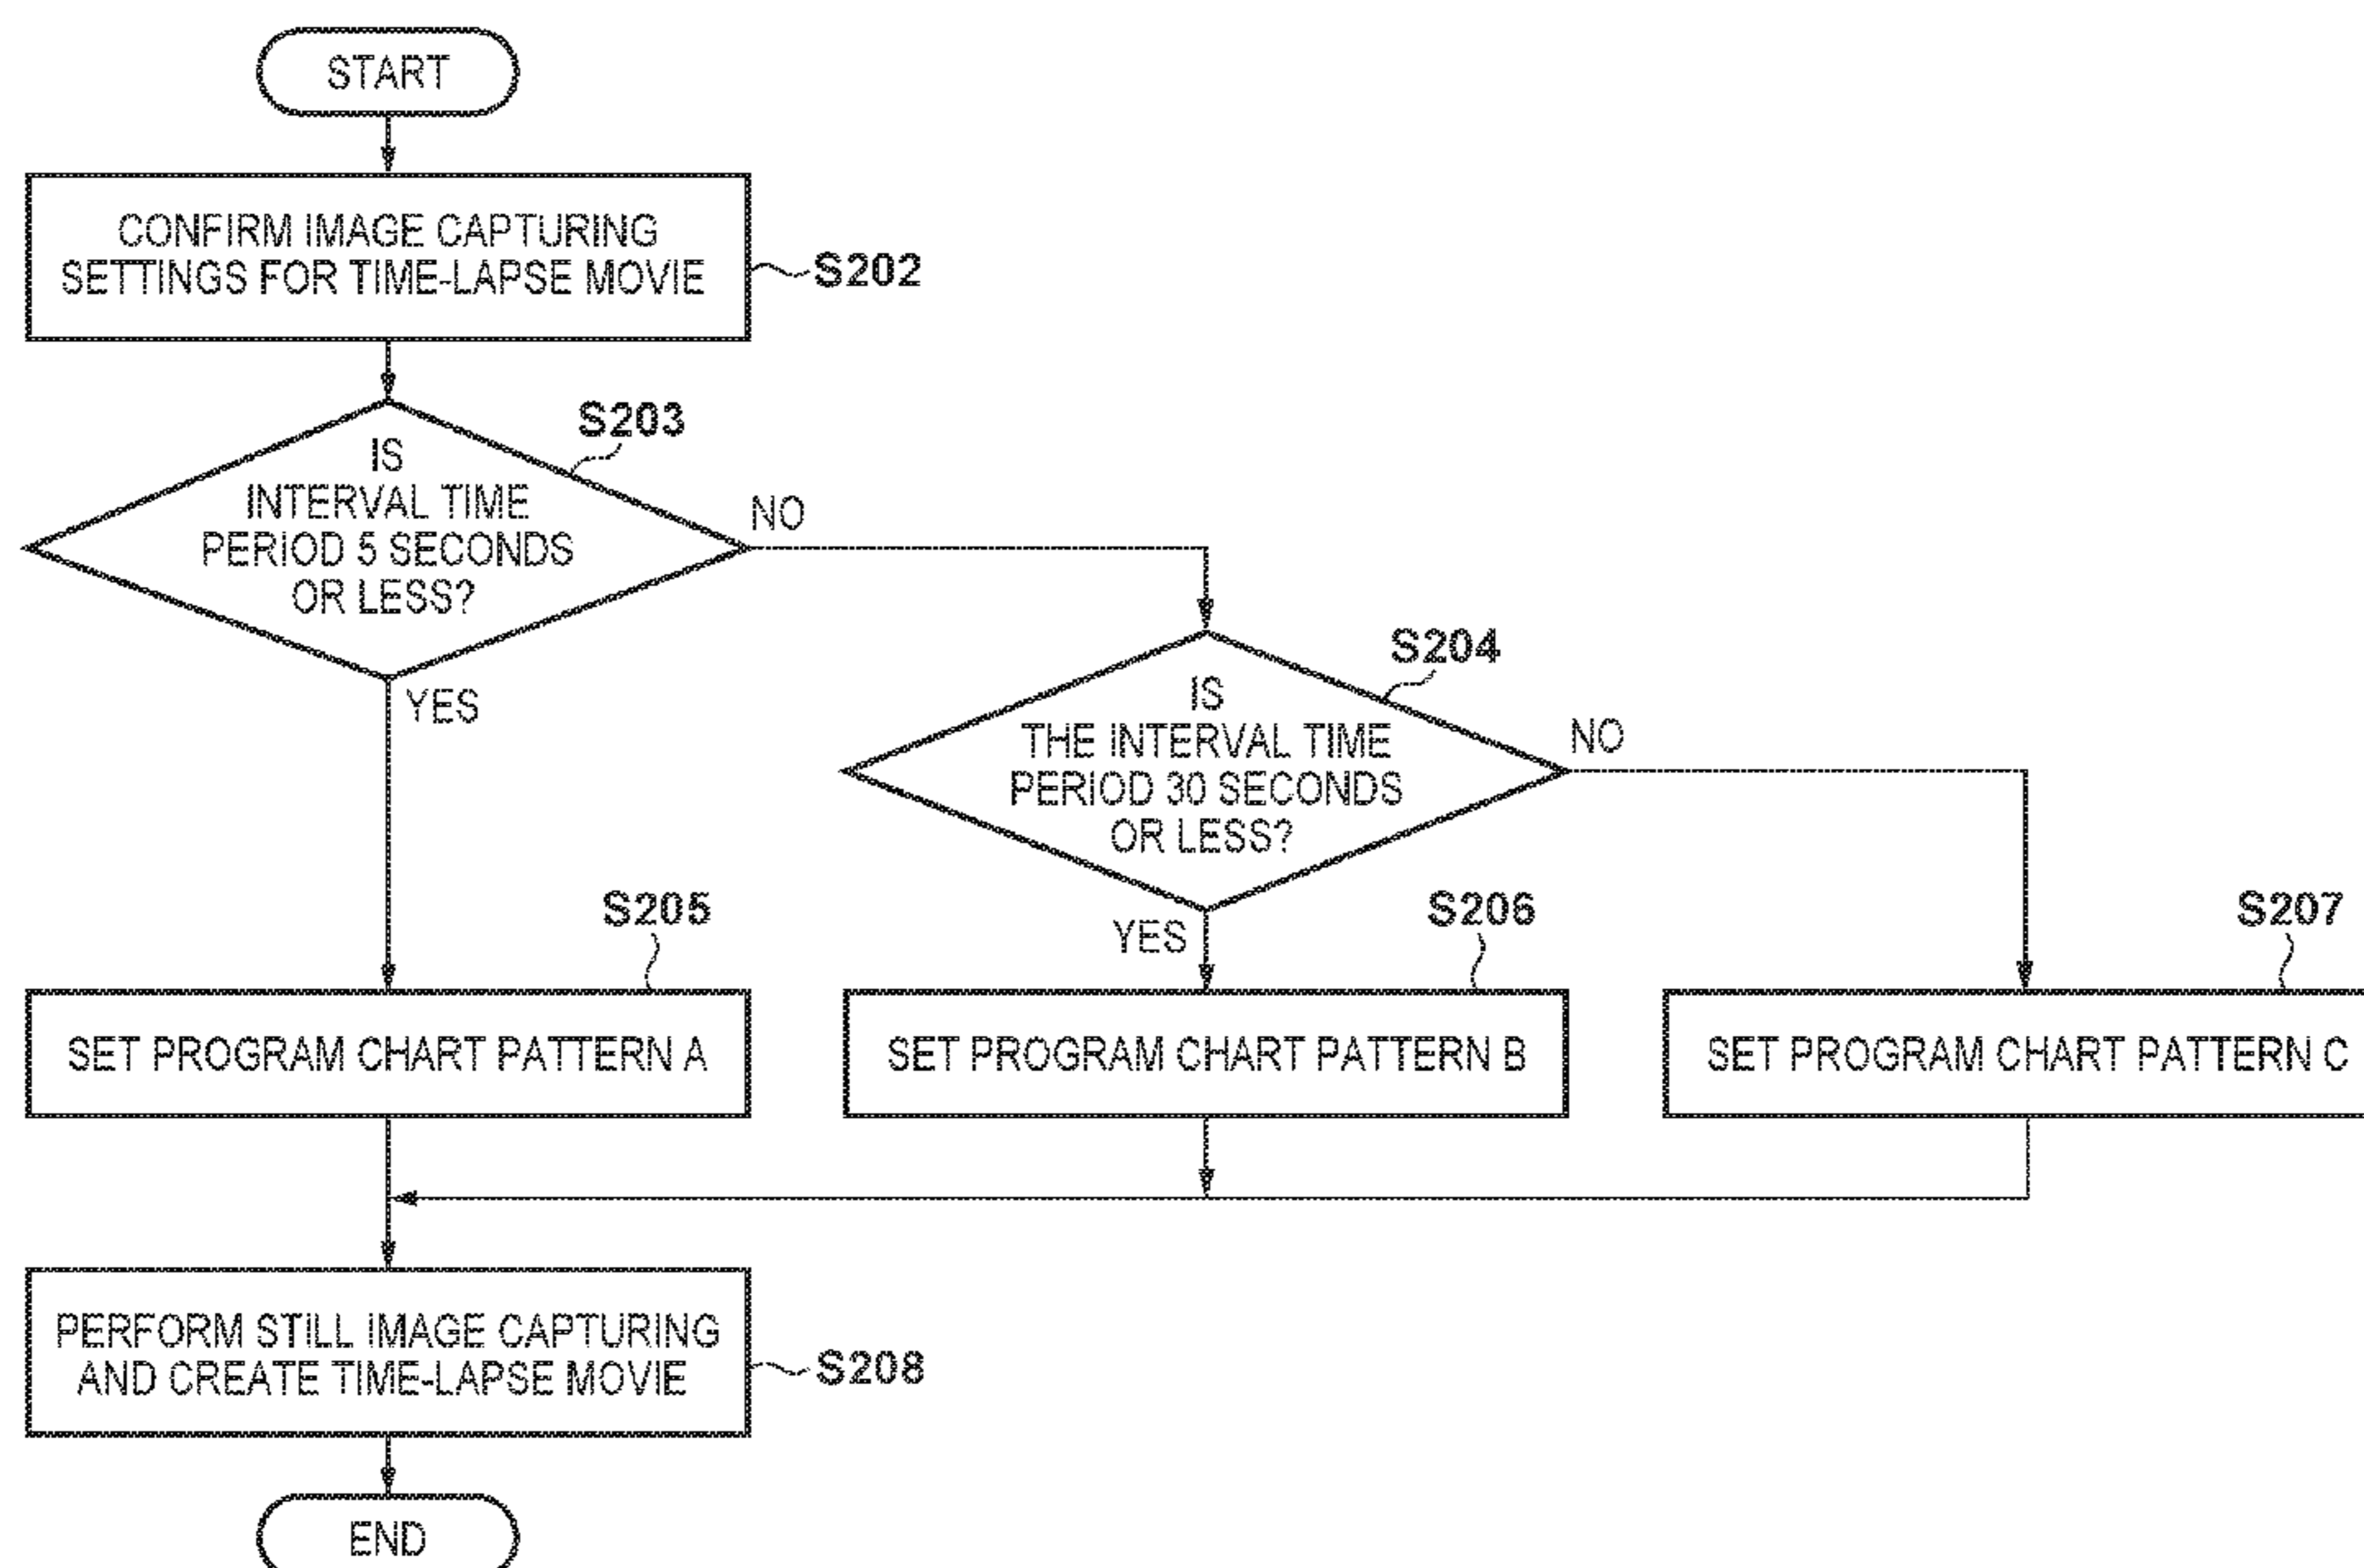 START
CONFIRM IMAGE CAPTURING
SETTINGS FOR TIME-LAPSE MOVIE
S202
S203
IS
INTERVAL TIME
PERIOD 5 SECONDS
OR LESS?
NO
YES
S204
IS
THE INTERVAL TIME
PERIOD 30 SECONDS
OR LESS?
NO
YES
S205
SET PROGRAM CHART PATTERN A
S206
SET PROGRAM CHART PATTERN B
S207
SET PROGRAM CHART PATTERN C
PERFORM STILL IMAGE CAPTURING
AND CREATE TIME-LAPSE MOVIE
S208
END